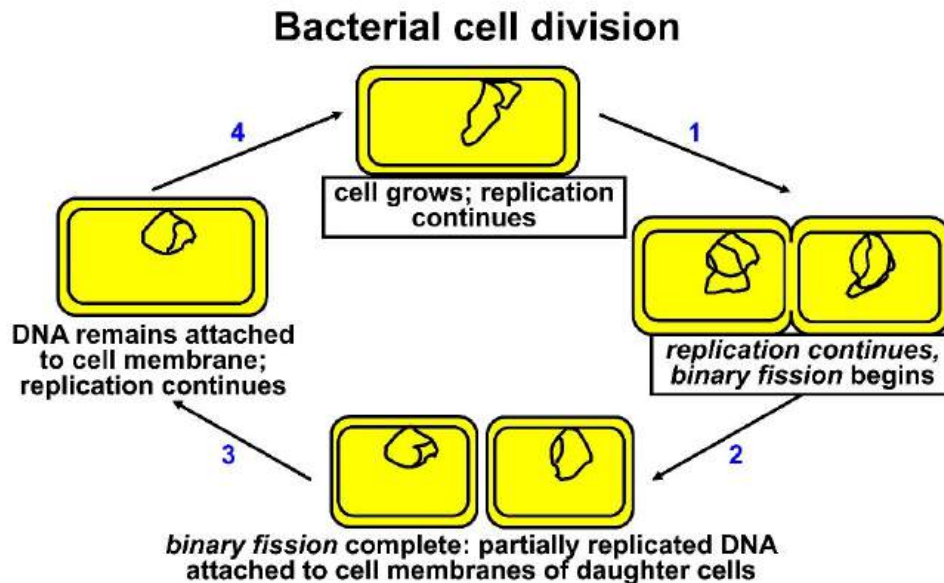 Bacterial cell division
4
1
cell grows; replication
continues
DNA remains attached
to cell membrane;
replication continues
replication continues,
binary fission begins
3
2
binary fission complete: partially replicated DNA
attached to cell membranes of daughter cells